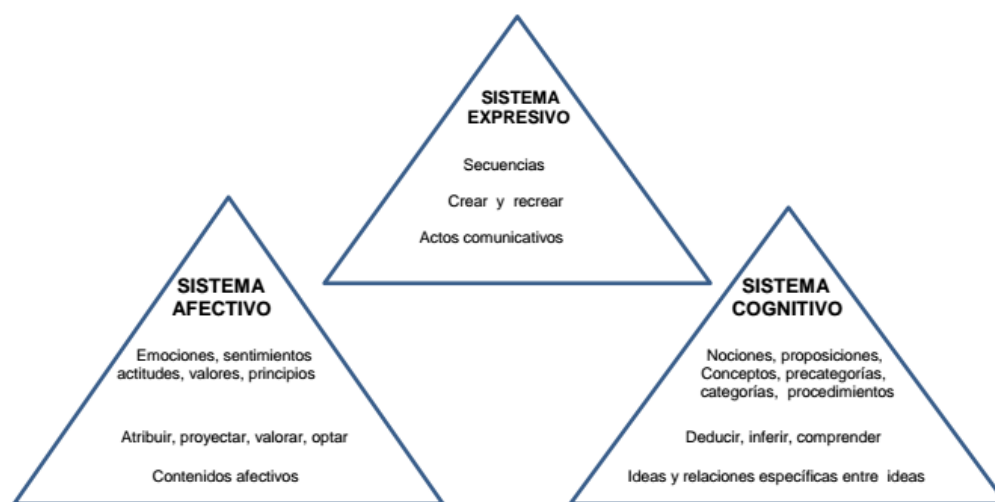 SISTEMA
EXPRESIVO
Secuencias
Crear y recrear
Actos comunicativos
SISTEMA
AFECTIVO
Emociones, sentimientos
actitudes, valores, principios
Atribuir, proyectar, valorar, optar
Contenidos afectivos
SISTEMA
COGNITIVO
Nociones, proposiciones,
Conceptos, precategorías,
categorías, procedimientos
Deducir, inferir, comprender
Ideas y relaciones específicas entre ideas